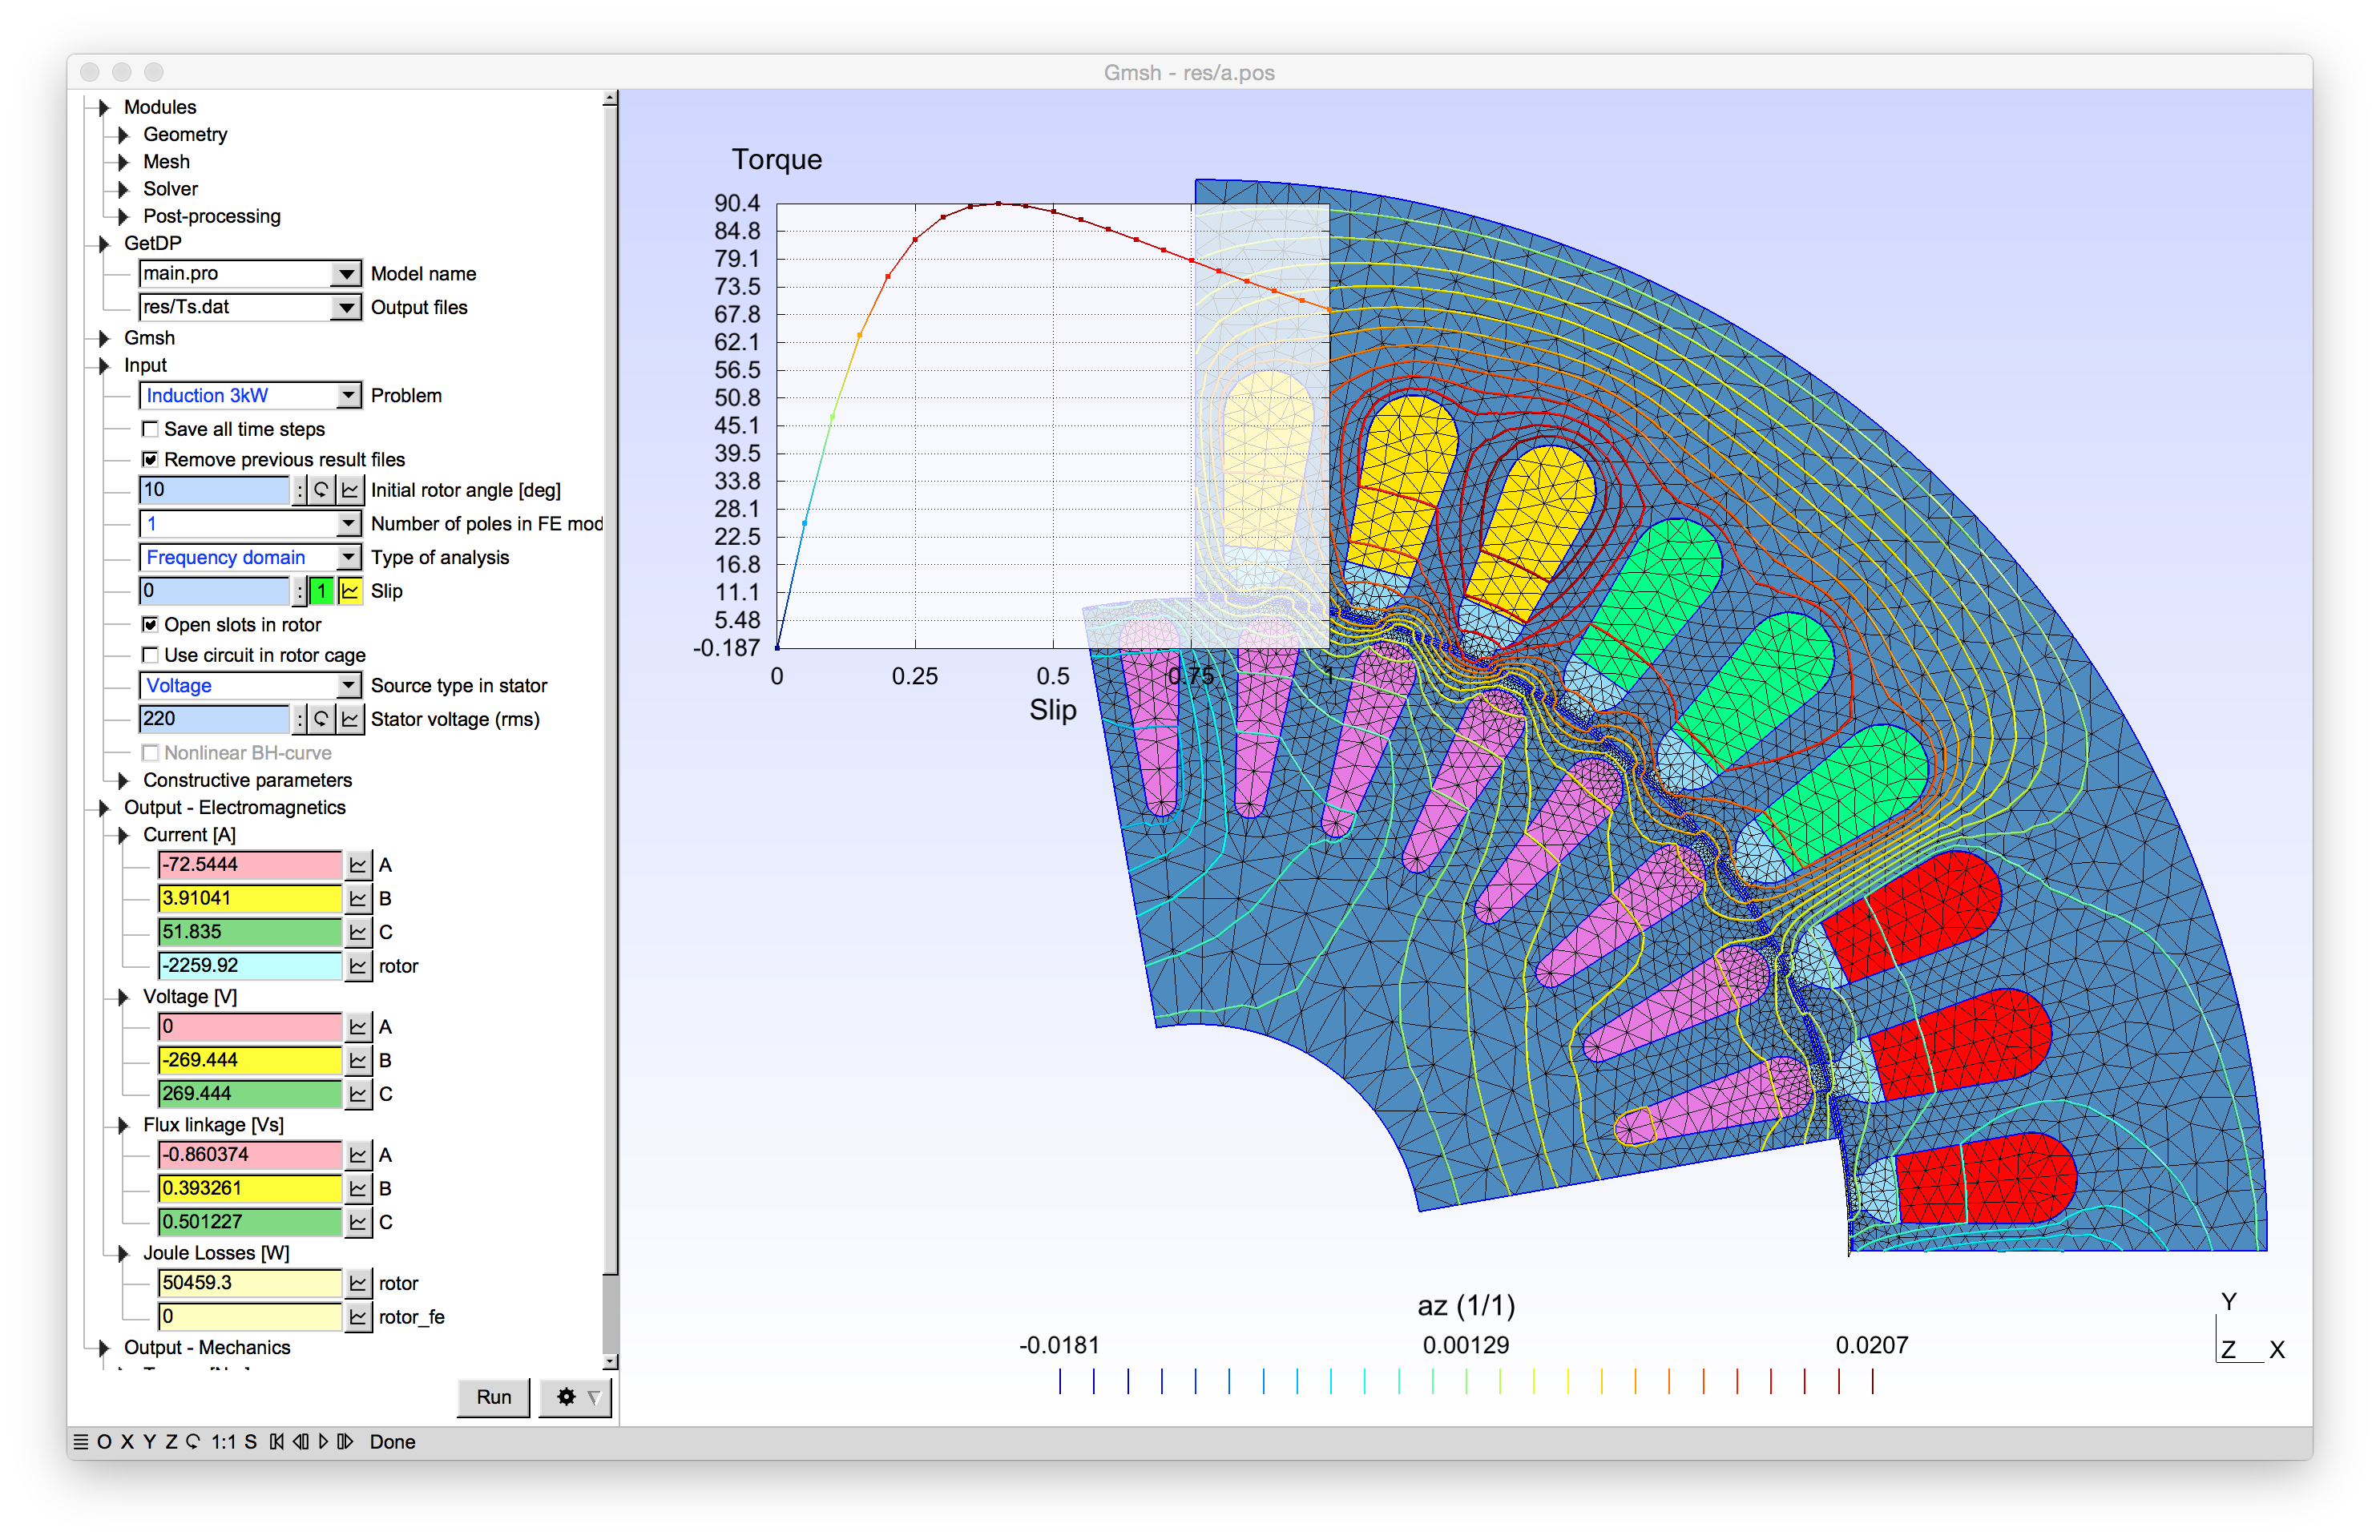 Gmsh - res/a.pos
Modules
Geometry
Mesh
Solver
Post-processing
GetDP
main.pro Model name
res/Ts.dat Output files
Gmsh
Input
Induction 3kW Problem
Save all time steps
Remove previous result files
10 : Initial rotor angle [deg]
1 Number of poles in FE mod
Frequency domain Type of analysis
0 : 1 Slip
Open slots in rotor
Use circuit in rotor cage
Voltage Source type in stator
220 : Stator voltage (rms)
Nonlinear BH-curve
Constructive parameters
Output - Electromagnetics
Current [A]
-72.5444 A
3.91041 B
51.835 C
-2259.92 rotor
Voltage [V]
0 A
-269.444 B
269.444 C
Flux linkage [Vs]
-0.860374 A
0.393261 B
0.501227 C
Joule Losses [W]
50459.3 rotor
0 rotor_fe
Output - Mechanics
Run
O X Y Z 1:1 S Done
Torque
90.4
84.8
79.1
73.5
67.8
62.1
56.5
50.8
45.1
39.5
33.8
28.1
22.5
16.8
11.1
5.48
-0.187
0 0.25 0.5 0.75 1
Slip
az (1/1)
-0.0181 0.00129 0.0207
Y
Z X